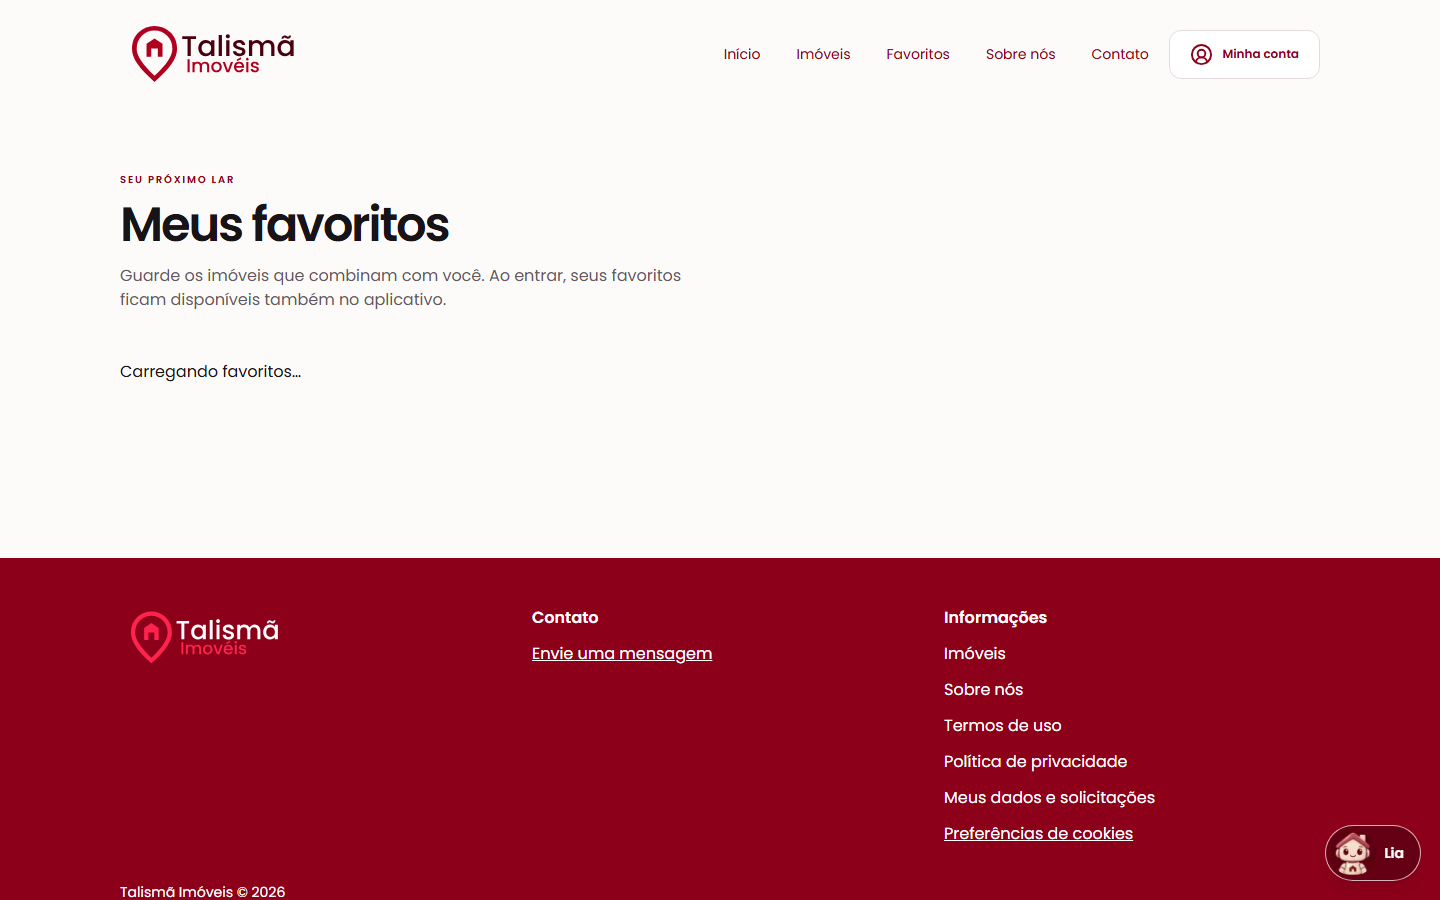 Talismã
Imovéis
Início
Imóveis
Favoritos
Sobre nós
Contato
Minha conta
SEU PRÓXIMO LAR
Meus favoritos
Guarde os imóveis que combinam com você. Ao entrar, seus favoritos
ficam disponíveis também no aplicativo.
Carregando favoritos...
Talismã
Imovéis
Contato
Envie uma mensagem
Informações
Imóveis
Sobre nós
Termos de uso
Política de privacidade
Meus dados e solicitações
Preferências de cookies
Lia
Talismã Imóveis © 2026